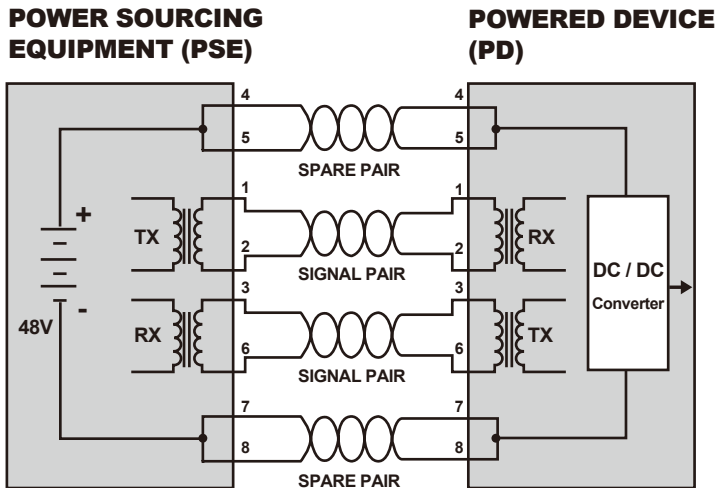 POWER SOURCING
EQUIPMENT (PSE)
POWERED DEVICE
(PD)
4
4
5
5
SPARE PAIR
1
1
+
TX
RX
2
2
SIGNAL PAIR
DC / DC
Converter
3
3
-
48V
RX
TX
6
6
SIGNAL PAIR
7
7
8
8
SPARE PAIR